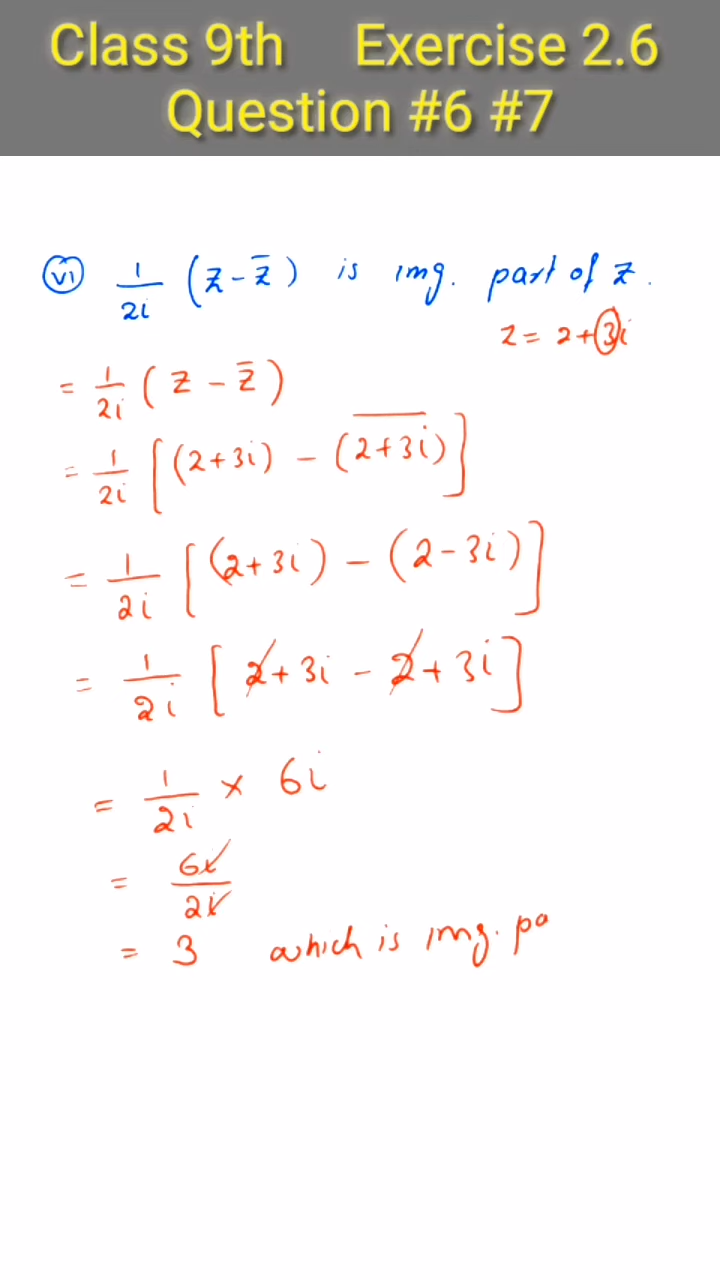 Class 9th Exercise 2.6
Question #6 #7
(vi) 1/2i (z - z̅) is img. part of z.
z = 2+3i
= 1/2i (z - z̅)
= 1/2i [(2+3i) - (2+3i)̅]
= 1/2i [(2+3i) - (2-3i)]
= 1/2i [2+3i - 2+3i]
= 1/2i × 6i
= 6i/2i
= 3 which is img. pa